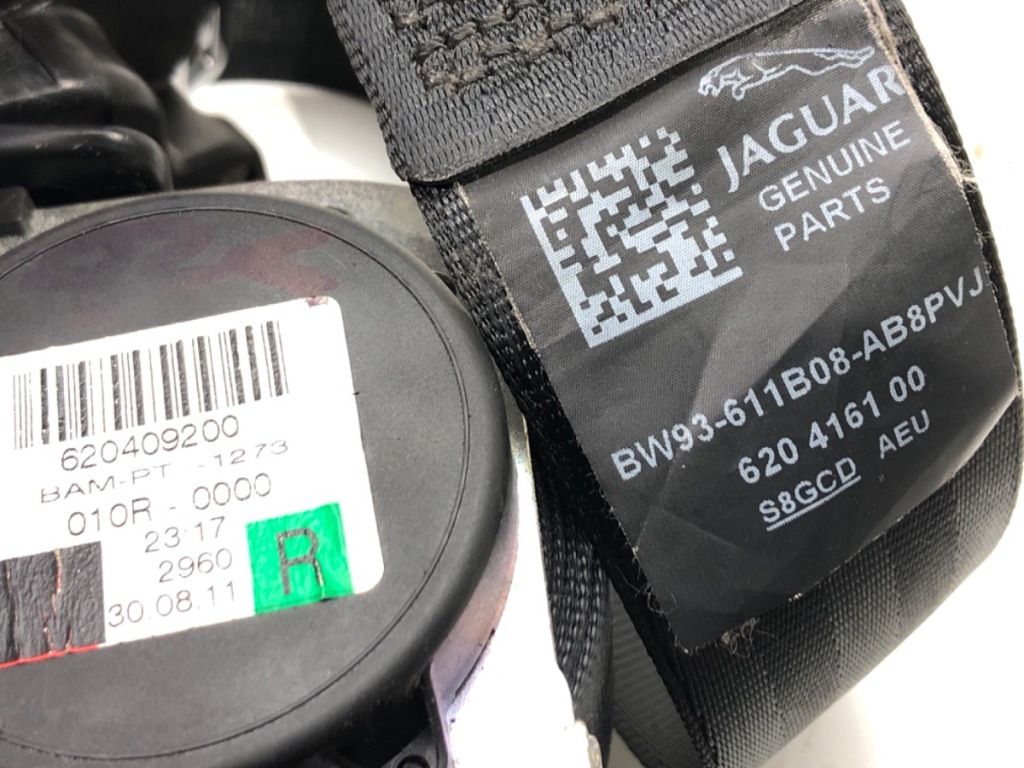 620409200
BAM-PT -1273
010R - 0000
23:17
2960
30.08.11
R
JAGUAR
GENUINE
PARTS
BW93-611B08-AB8PVJ
620 4161 00
S8GCD AEU